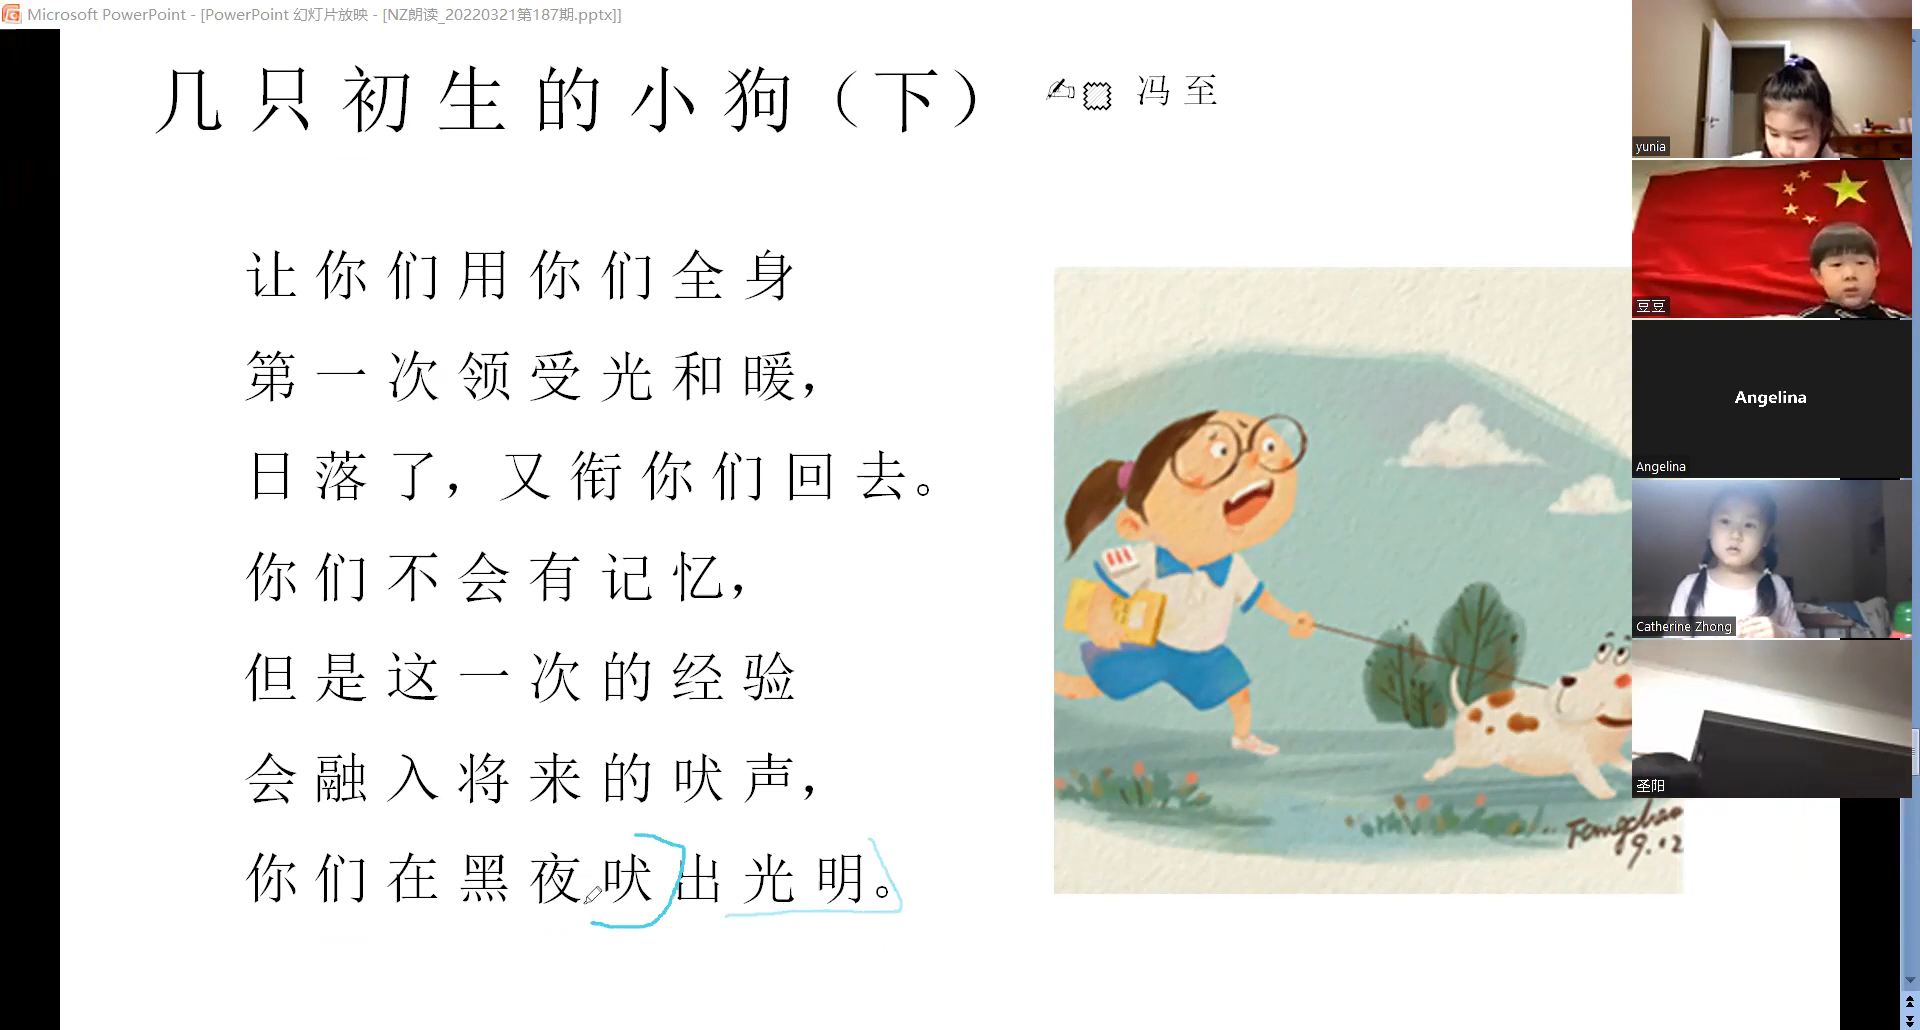 Microsoft PowerPoint - [PowerPoint 幻灯片放映 - [NZ朗读_20220321第187期.pptx]]
几只初生的小狗（下） 冯至
让你们用你们全身
第一次领受光和暖，
日落了，又衔你们回去。
你们不会有记忆，
但是这一次的经验
会融入将来的吠声，
你们在黑夜吠出光明。
yunia
豆豆
Angelina
Angelina
Catherine Zhong
圣阳
9.12